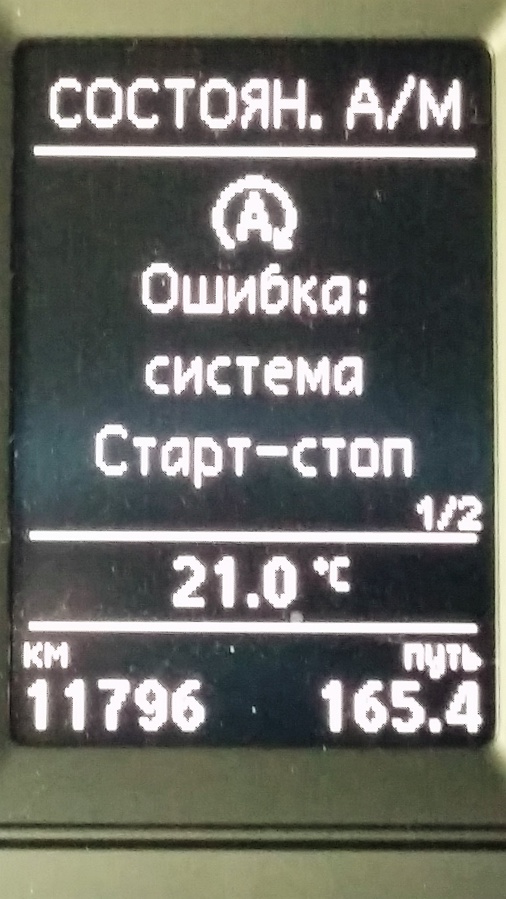 СОСТОЯН. А/М
A
Ошибка:
система
Старт-стоп
1/2
21.0 °C
км путь
11796 165.4